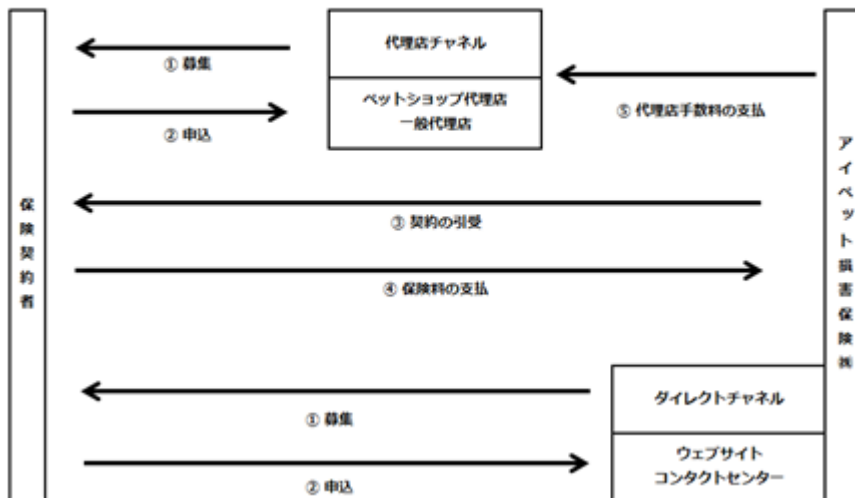 代理店チャネル
① 募集
ペットショップ代理店
一般代理店
② 申込
⑤ 代理店手数料の支払
保険契約者
③ 契約の引受
④ 保険料の支払
アイペット損害保険㈱
ダイレクトチャネル
① 募集
ウェブサイト
コンタクトセンター
② 申込